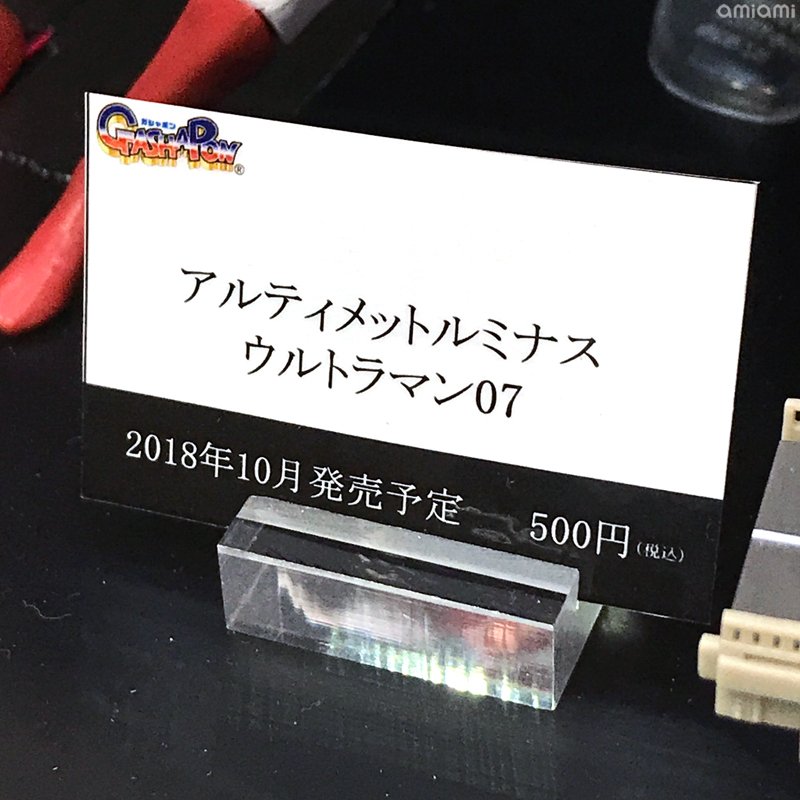 amiami
ガシャポン
GASHAPON®
アルティメットルミナス
ウルトラマン07
2018年10月発売予定 500円(税込)